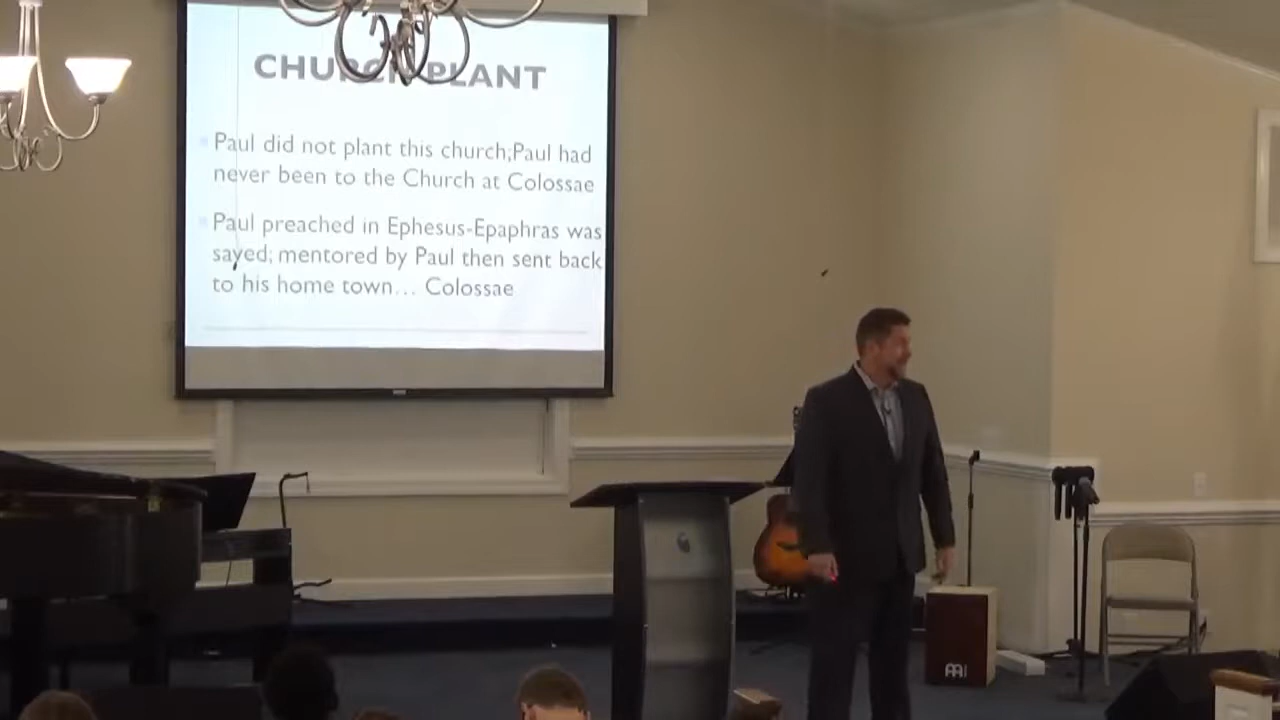 CHURCH PLANT
Paul did not plant this church;Paul had
never been to the Church at Colossae
Paul preached in Ephesus-Epaphras was
sayed; mentored by Paul then sent back
to his home town... Colossae